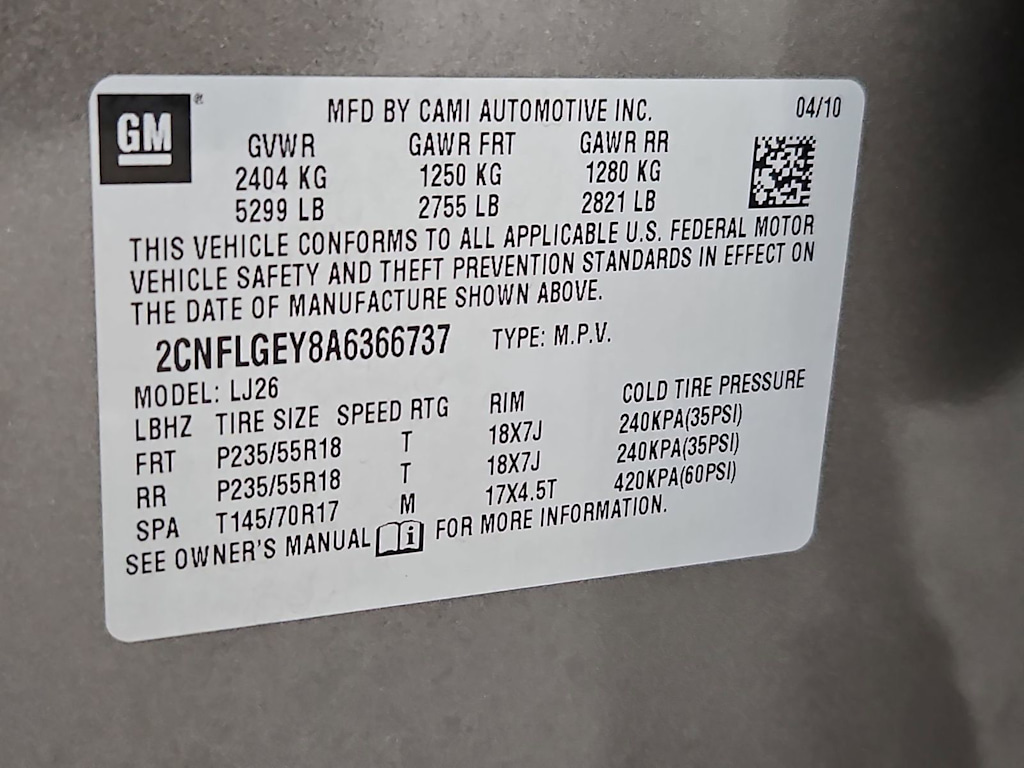 GM ®
MFD BY CAMI AUTOMOTIVE INC. 04/10
GVWR GAWR FRT GAWR RR
2404 KG 1250 KG 1280 KG
5299 LB 2755 LB 2821 LB
THIS VEHICLE CONFORMS TO ALL APPLICABLE U.S. FEDERAL MOTOR
VEHICLE SAFETY AND THEFT PREVENTION STANDARDS IN EFFECT ON
THE DATE OF MANUFACTURE SHOWN ABOVE.
2CNFLGEY8A6366737 TYPE: M.P.V.
MODEL: LJ26
LBHZ TIRE SIZE SPEED RTG RIM COLD TIRE PRESSURE
FRT P235/55R18 T 18X7J 240KPA(35PSI)
RR P235/55R18 T 18X7J 240KPA(35PSI)
SPA T145/70R17 M 17X4.5T 420KPA(60PSI)
SEE OWNER'S MANUAL i FOR MORE INFORMATION.